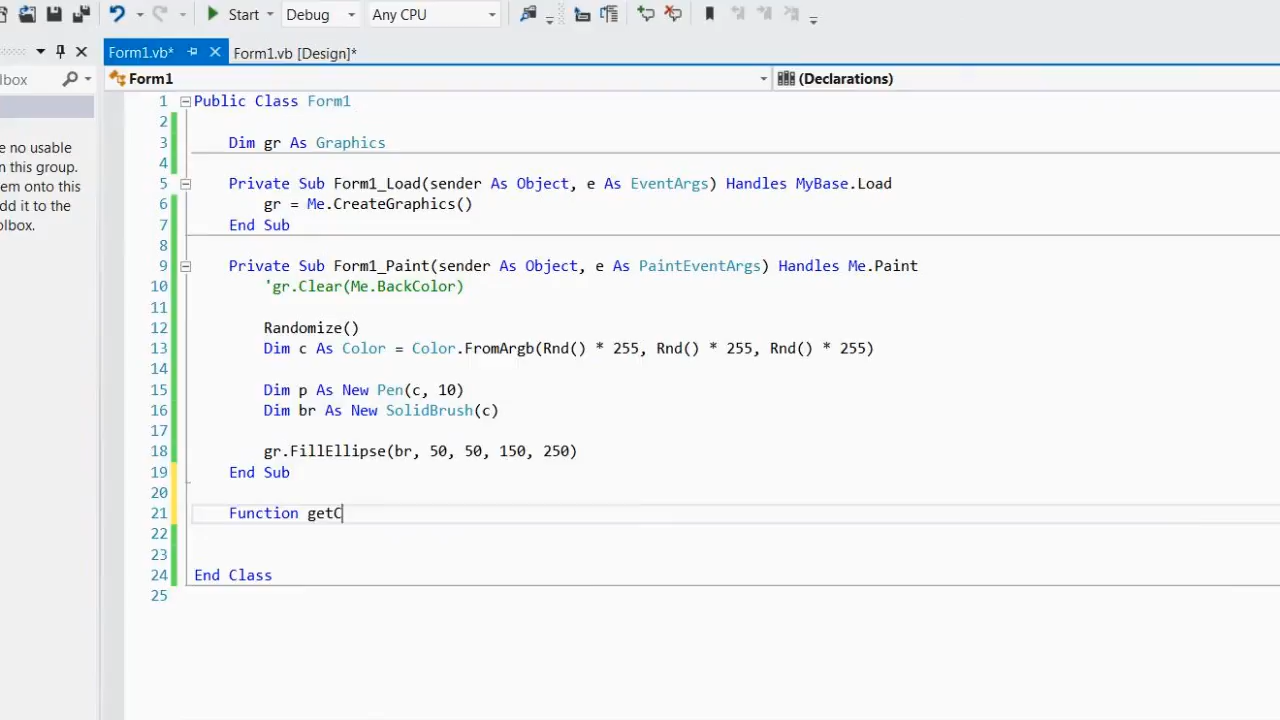 Start Debug Any CPU
Form1.vb* Form1.vb [Design]*
lbox
Form1 (Declarations)
e no usable
n this group.
em onto this
dd it to the
olbox.
1 Public Class Form1
2
3 Dim gr As Graphics
4
5 Private Sub Form1_Load(sender As Object, e As EventArgs) Handles MyBase.Load
6 gr = Me.CreateGraphics()
7 End Sub
8
9 Private Sub Form1_Paint(sender As Object, e As PaintEventArgs) Handles Me.Paint
10 'gr.Clear(Me.BackColor)
11
12 Randomize()
13 Dim c As Color = Color.FromArgb(Rnd() * 255, Rnd() * 255, Rnd() * 255)
14
15 Dim p As New Pen(c, 10)
16 Dim br As New SolidBrush(c)
17
18 gr.FillEllipse(br, 50, 50, 150, 250)
19 End Sub
20
21 Function getC
22
23
24 End Class
25